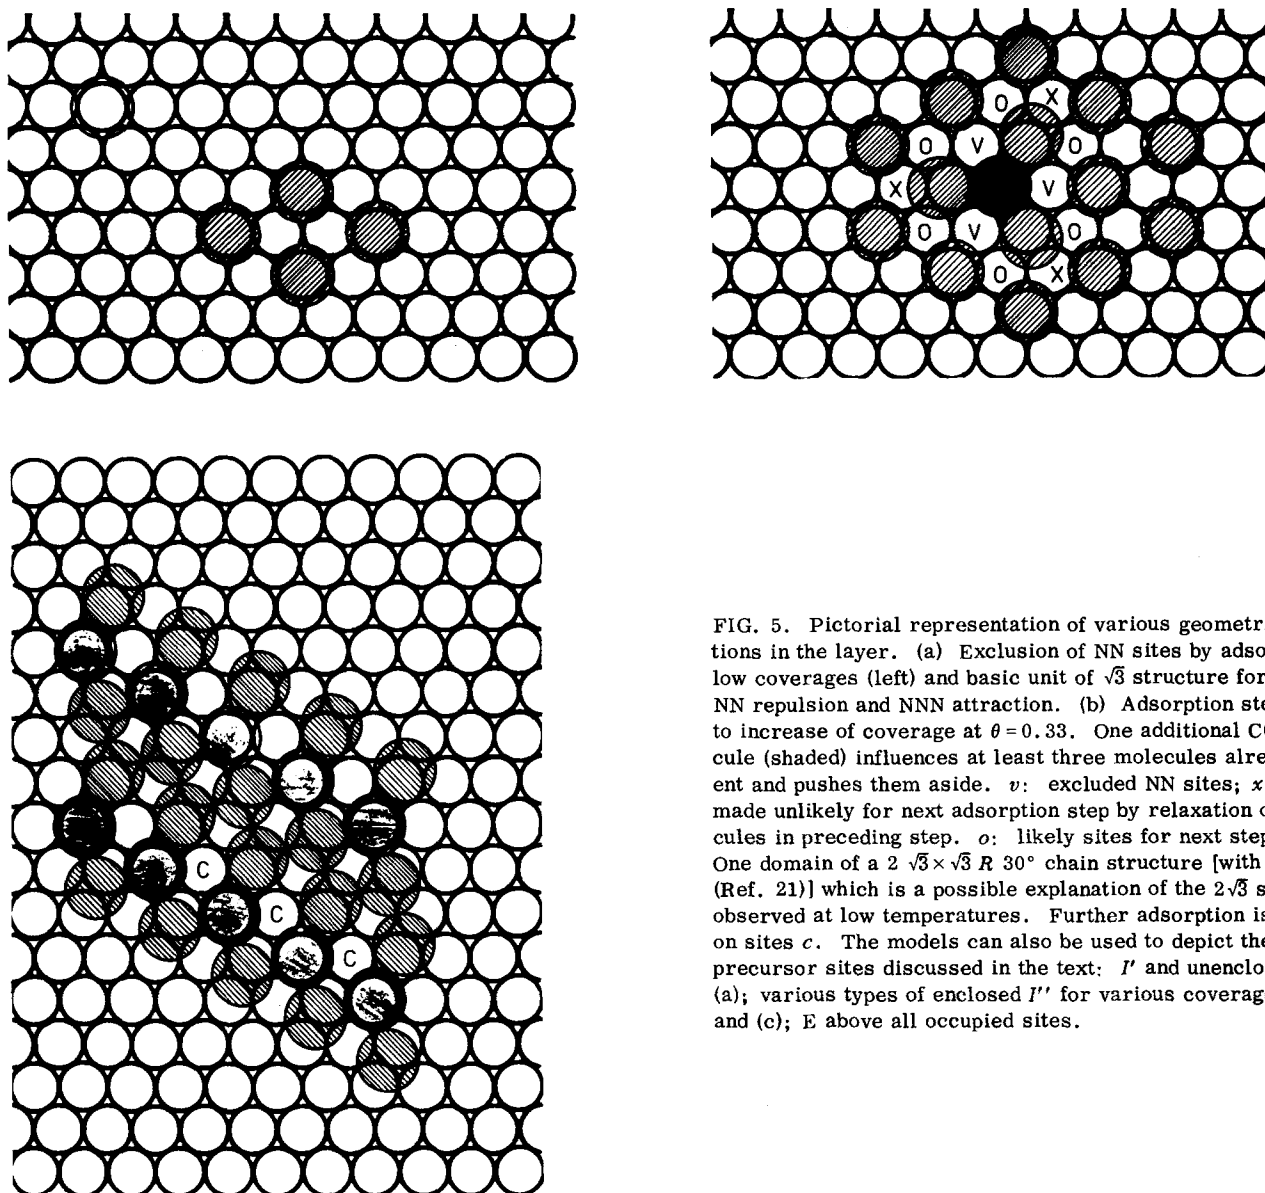 O
X
O
V
O
X
V
O
V
O
O
X
C
C
C
FIG. 5. Pictorial representation of various geometr
tions in the layer. (a) Exclusion of NN sites by adso
low coverages (left) and basic unit of √3 structure for
NN repulsion and NNN attraction. (b) Adsorption ste
to increase of coverage at θ = 0.33. One additional C
cule (shaded) influences at least three molecules alre
ent and pushes them aside. v: excluded NN sites; x
made unlikely for next adsorption step by relaxation
cules in preceding step. o: likely sites for next step
One domain of a 2 √3 × √3 R 30° chain structure [with
(Ref. 21)] which is a possible explanation of the 2√3 s
observed at low temperatures. Further adsorption is
on sites c. The models can also be used to depict the
precursor sites discussed in the text: I′ and unenclo
(a); various types of enclosed I′′ for various coverag
and (c); E above all occupied sites.